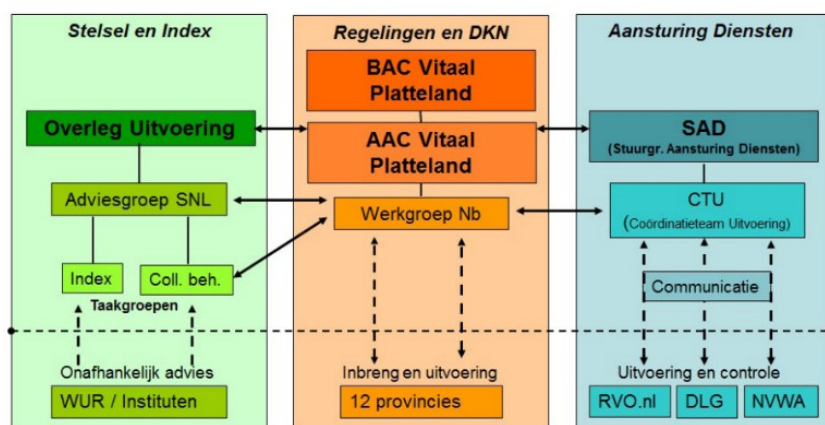 Stelsel en Index
Overleg Uitvoering
Adviesgroep SNL
Index
Coll. beh.
Taakgroepen
Onafhankelijk advies
WUR / Instituten
Regelingen en DKN
BAC Vitaal
Platteland
AAC Vitaal
Platteland
Werkgroep Nb
Inbreng en uitvoering
12 provincies
Aansturing Diensten
SAD
(Stuurgr. Aansturing Diensten)
CTU
(Coördinatieteam Uitvoering)
Communicatie
Uitvoering en controle
RVO.nl
DLG
NVWA